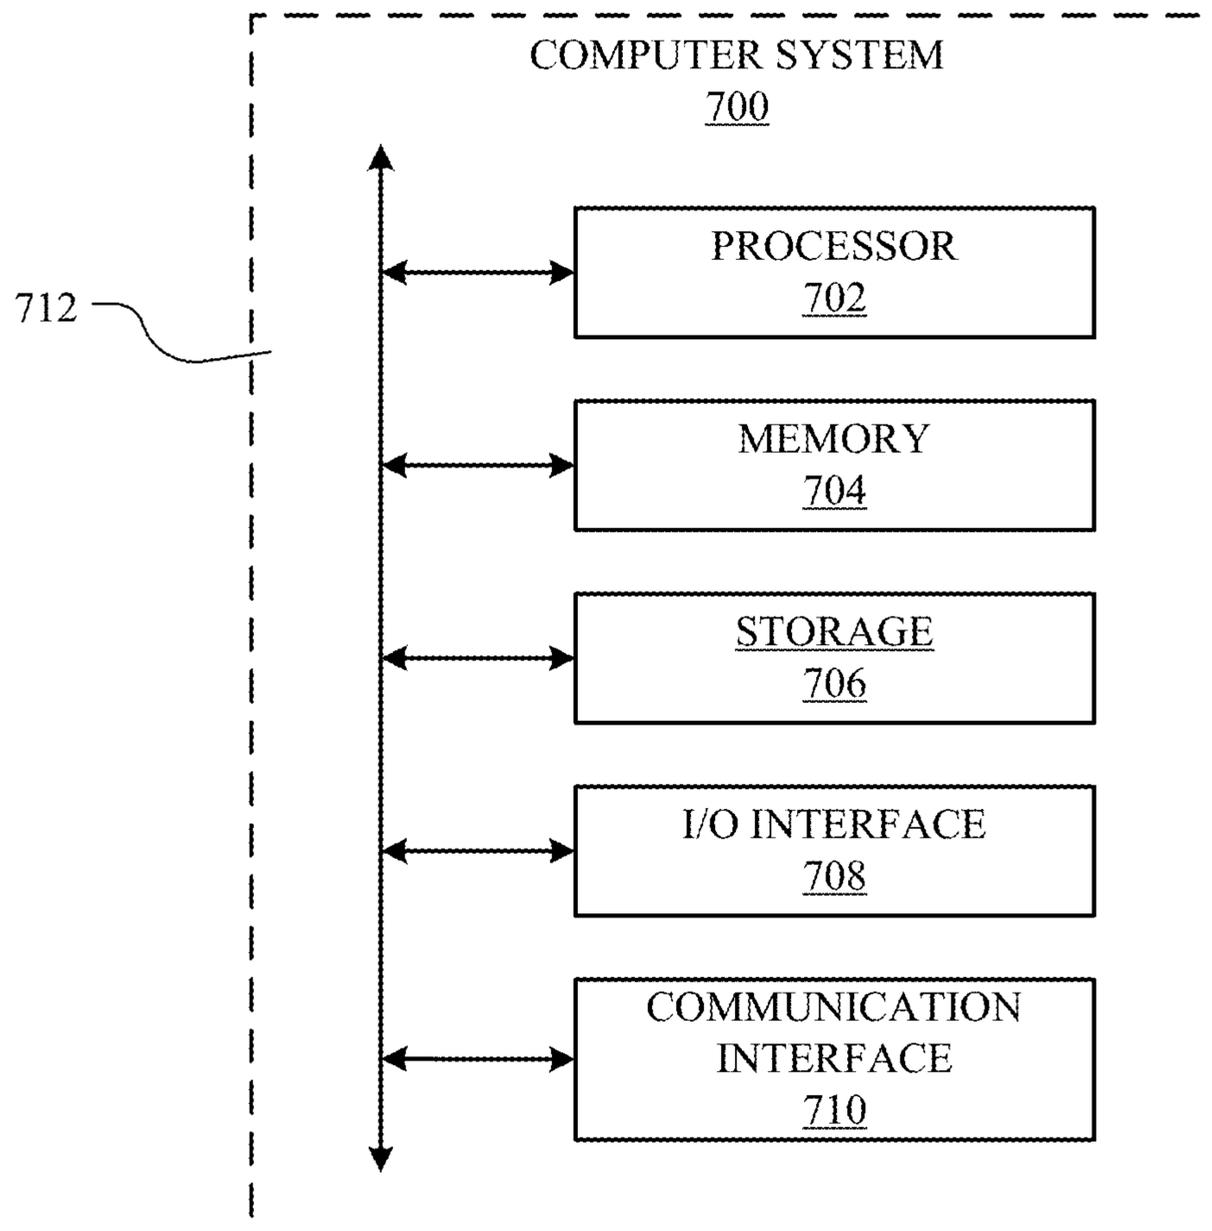 COMPUTER SYSTEM
700
PROCESSOR
702
712
MEMORY
704
STORAGE
706
I/O INTERFACE
708
COMMUNICATION
INTERFACE
710